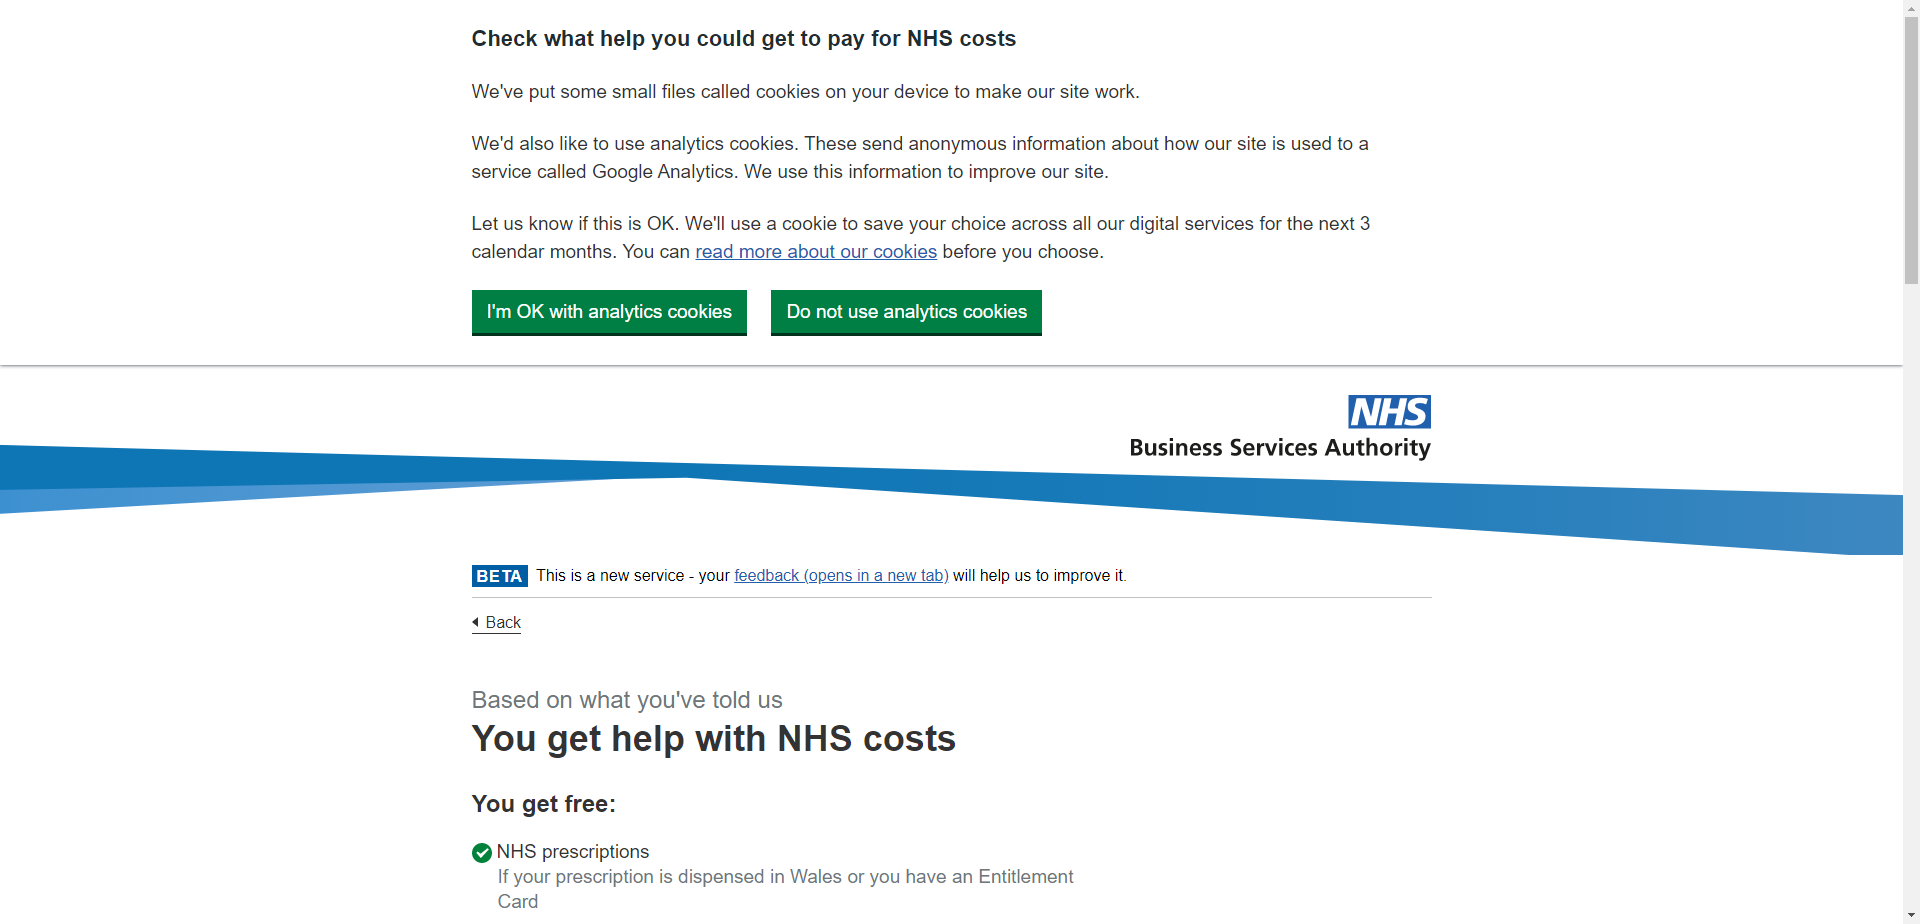 Check what help you could get to pay for NHS costs
We've put some small files called cookies on your device to make our site work.
We'd also like to use analytics cookies. These send anonymous information about how our site is used to a
service called Google Analytics. We use this information to improve our site.
Let us know if this is OK. We'll use a cookie to save your choice across all our digital services for the next 3
calendar months. You can read more about our cookies before you choose.
I'm OK with analytics cookies
Do not use analytics cookies
NHS
Business Services Authority
BETA This is a new service - your feedback (opens in a new tab) will help us to improve it.
Back
Based on what you've told us
You get help with NHS costs
You get free:
NHS prescriptions
If your prescription is dispensed in Wales or you have an Entitlement
Card